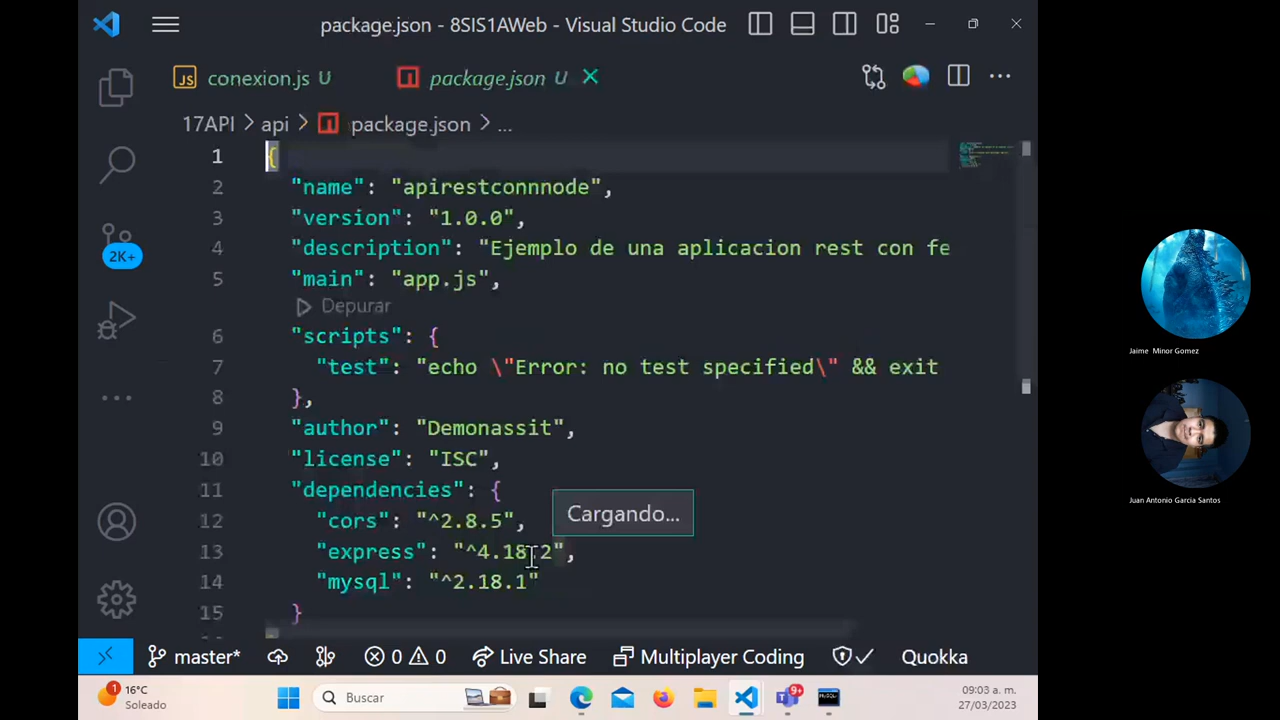 package.json - 8SIS1AWeb - Visual Studio Code
JS conexion.js U package.json U
17API > api > package.json > ...
1 {
2 "name": "apirestconnnode",
3 "version": "1.0.0",
4 "description": "Ejemplo de una aplicacion rest con fe
5 "main": "app.js",
Depurar
6 "scripts": {
7 "test": "echo \"Error: no test specified\" && exit
8 },
9 "author": "Demonassit",
10 "license": "ISC",
11 "dependencies": {
12 "cors": "^2.8.5",
Cargando...
13 "express": "^4.18.2",
14 "mysql": "^2.18.1"
15 }
2K+
master* 0 0 Live Share Multiplayer Coding Quokka
1 16°C
Soleado
Buscar
9+
09:03 a. m.
27/03/2023
Jaime Minor Gomez
Juan Antonio Garcia Santos